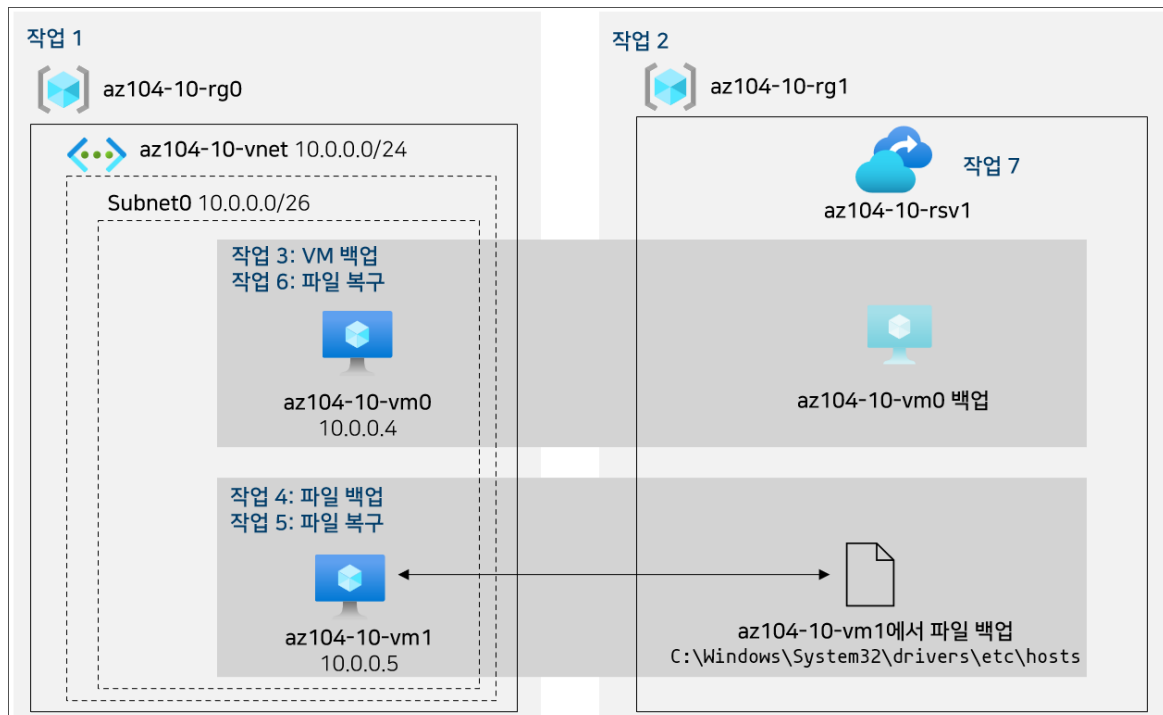 작업 1
az104-10-rg0
az104-10-vnet 10.0.0.0/24
Subnet0 10.0.0.0/26
작업 3: VM 백업
작업 6: 파일 복구
az104-10-vm0
10.0.0.4
작업 4: 파일 백업
작업 5: 파일 복구
az104-10-vm1
10.0.0.5
작업 2
az104-10-rg1
작업 7
az104-10-rsv1
az104-10-vm0 백업
az104-10-vm1에서 파일 백업
C:\Windows\System32\drivers\etc\hosts